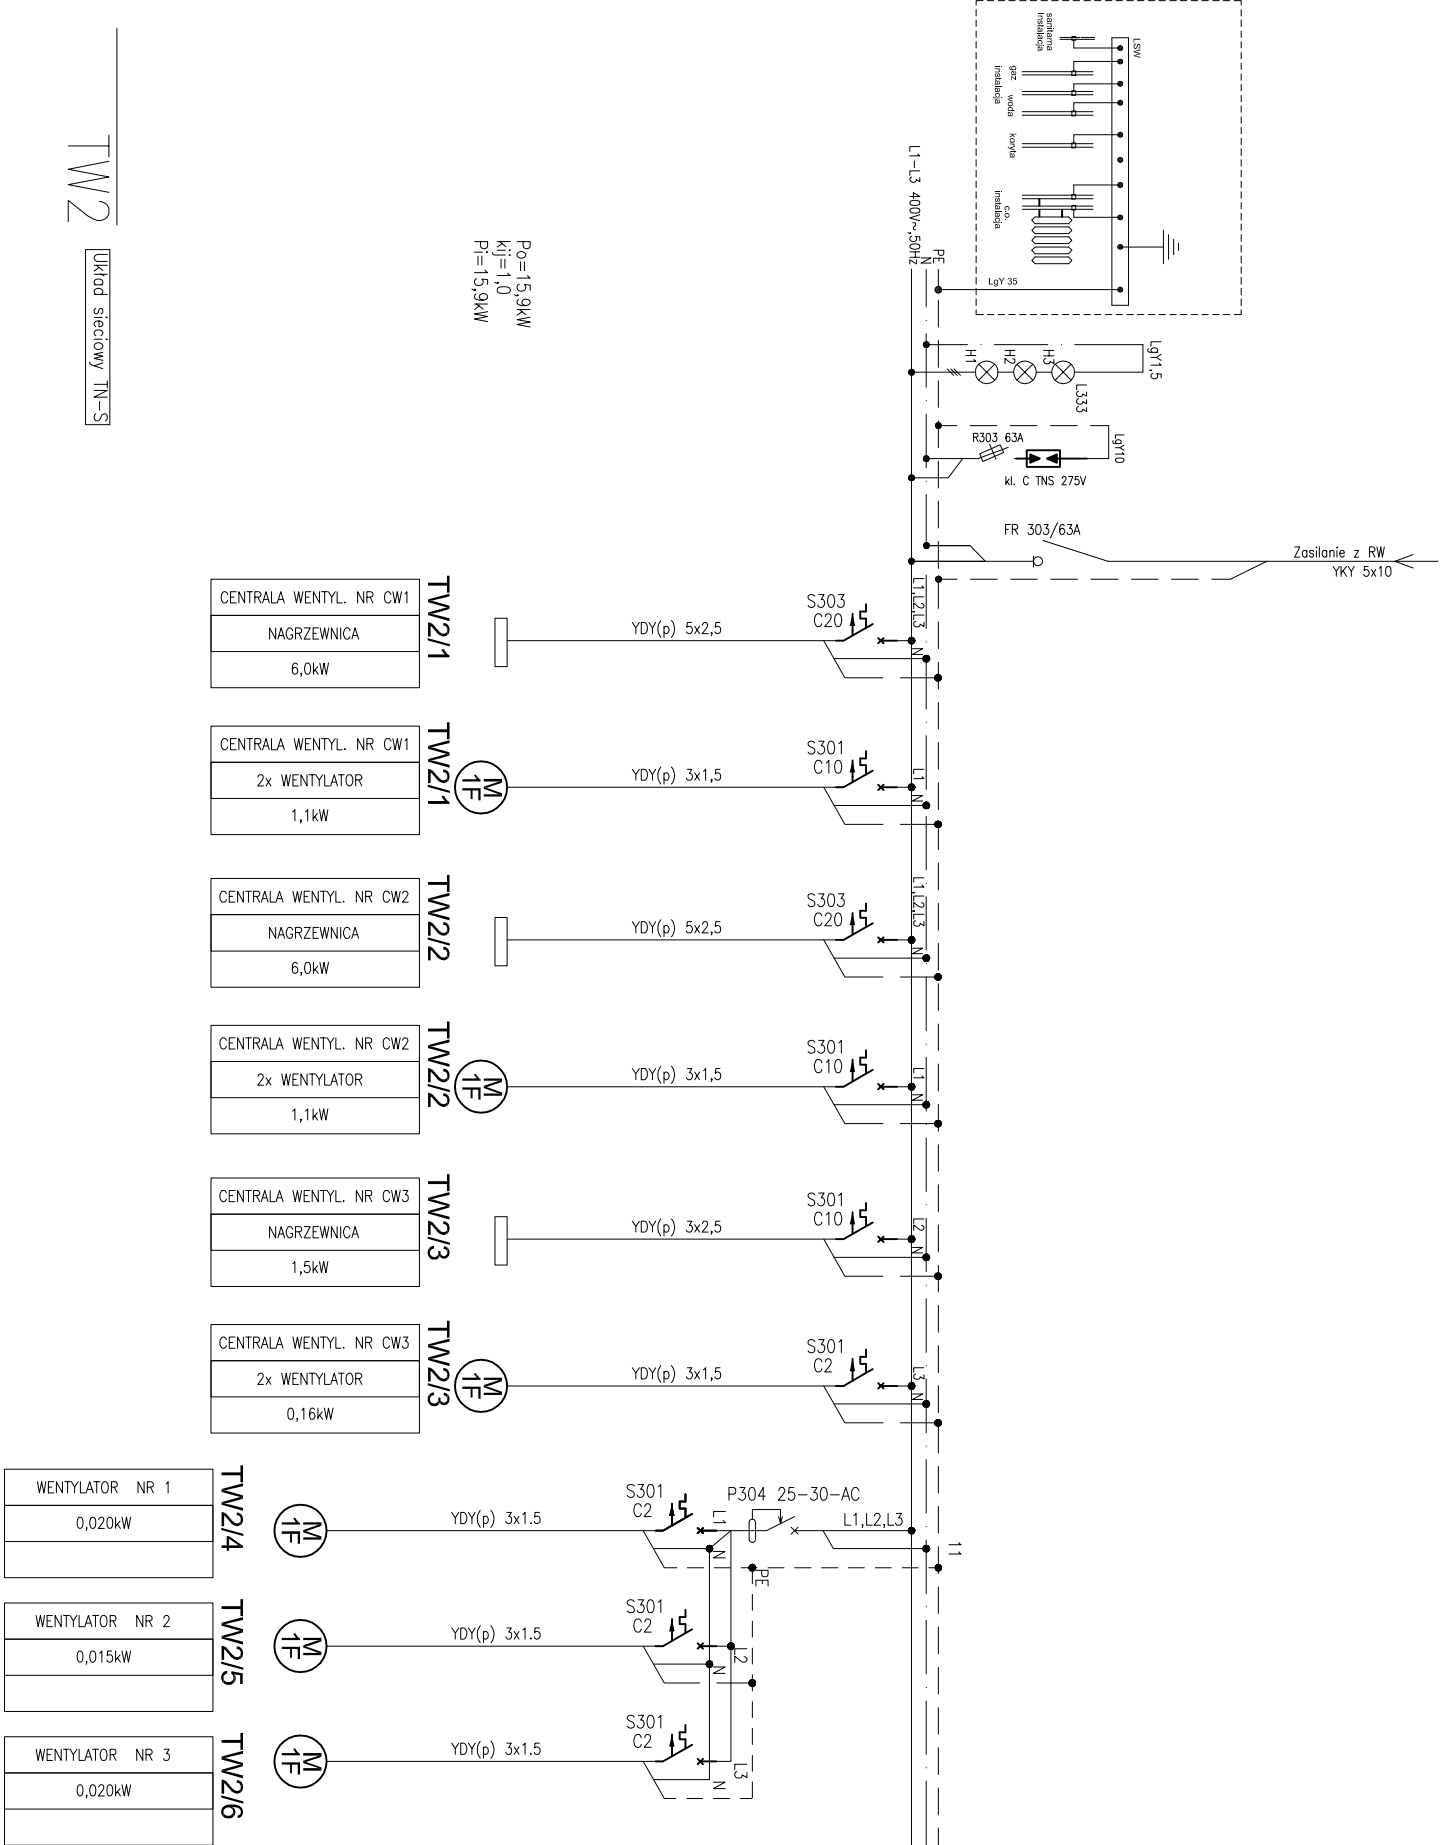 LSW
sanitarna
Instalacja
gaz
instalacja
woda
koryta
c.o.
instalacja
LgY 35
L1-L3 400V~,50Hz
N
PE
LgY1,5
H1
H2
H3
L333
LgY10
R303 63A
kl. C TNS 275V
FR 303/63A
Zasilanie z RW
YKY 5x10
TW2
Układ sieciowy TN-S
Po=15,9kW
kij=1,0
Pi=15,9kW
CENTRALA WENTYL. NR CW1
NAGRZEWNICA
6,0kW
TW2/1
YDY(p) 5x2,5
S303
C20
L1,L2,L3
N
CENTRALA WENTYL. NR CW1
2x WENTYLATOR
1,1kW
TW2/1
M
1F
YDY(p) 3x1,5
S301
C10
L1
N
CENTRALA WENTYL. NR CW2
NAGRZEWNICA
6,0kW
TW2/2
YDY(p) 5x2,5
S303
C20
L1,L2,L3
N
CENTRALA WENTYL. NR CW2
2x WENTYLATOR
1,1kW
TW2/2
M
1F
YDY(p) 3x1,5
S301
C10
L1
N
CENTRALA WENTYL. NR CW3
NAGRZEWNICA
1,5kW
TW2/3
YDY(p) 3x2,5
S301
C10
L2
N
CENTRALA WENTYL. NR CW3
2x WENTYLATOR
0,16kW
TW2/3
M
1F
YDY(p) 3x1,5
S301
C2
L3
N
WENTYLATOR NR 1
0,020kW
TW2/4
M
1F
YDY(p) 3x1.5
S301
C2
L1
N
P304 25-30-AC
L1,L2,L3
11
PE
WENTYLATOR NR 2
0,015kW
TW2/5
M
1F
YDY(p) 3x1.5
S301
C2
L2
N
WENTYLATOR NR 3
0,020kW
TW2/6
M
1F
YDY(p) 3x1.5
S301
C2
L3
N